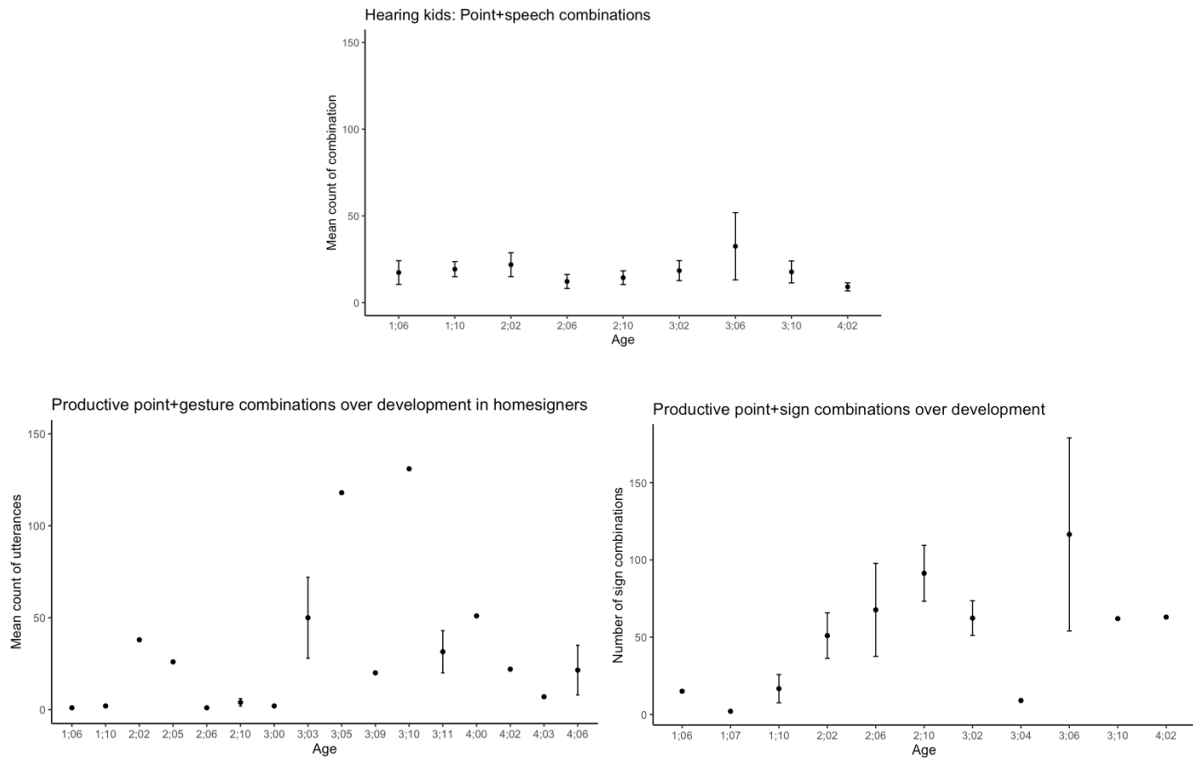 Hearing kids: Point+speech combinations
150
100
50
0
Mean count of combination
1;06 1;10 2;02 2;06 2;10 3;02 3;06 3;10 4;02
Age
Productive point+gesture combinations over development in homesigners
150
100
50
0
Mean count of utterances
1;06 1;10 2;02 2;05 2;06 2;10 3;00 3;03 3;05 3;09 3;10 3;11 4;00 4;02 4;03 4;06
Age
Productive point+sign combinations over development
150
100
50
0
Number of sign combinations
1;06 1;07 1;10 2;02 2;06 2;10 3;02 3;04 3;06 3;10 4;02
Age